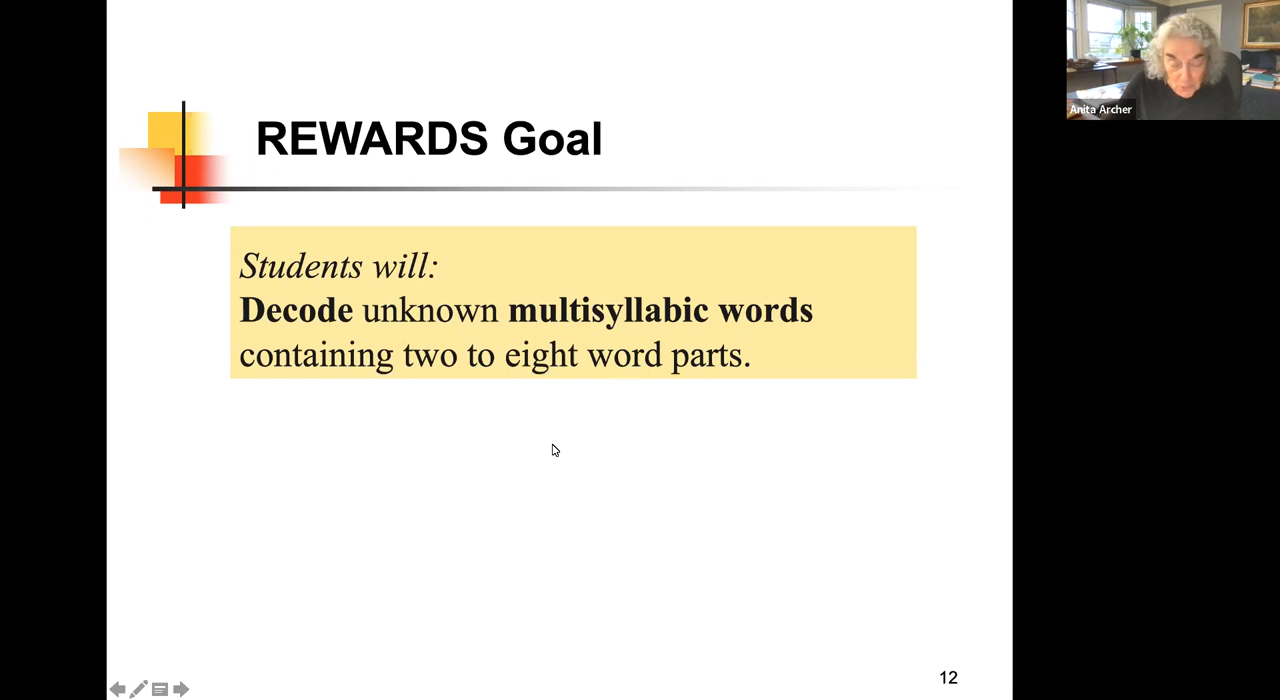 REWARDS Goal
Students will:
Decode unknown multisyllabic words
containing two to eight word parts.
12
Anita Archer